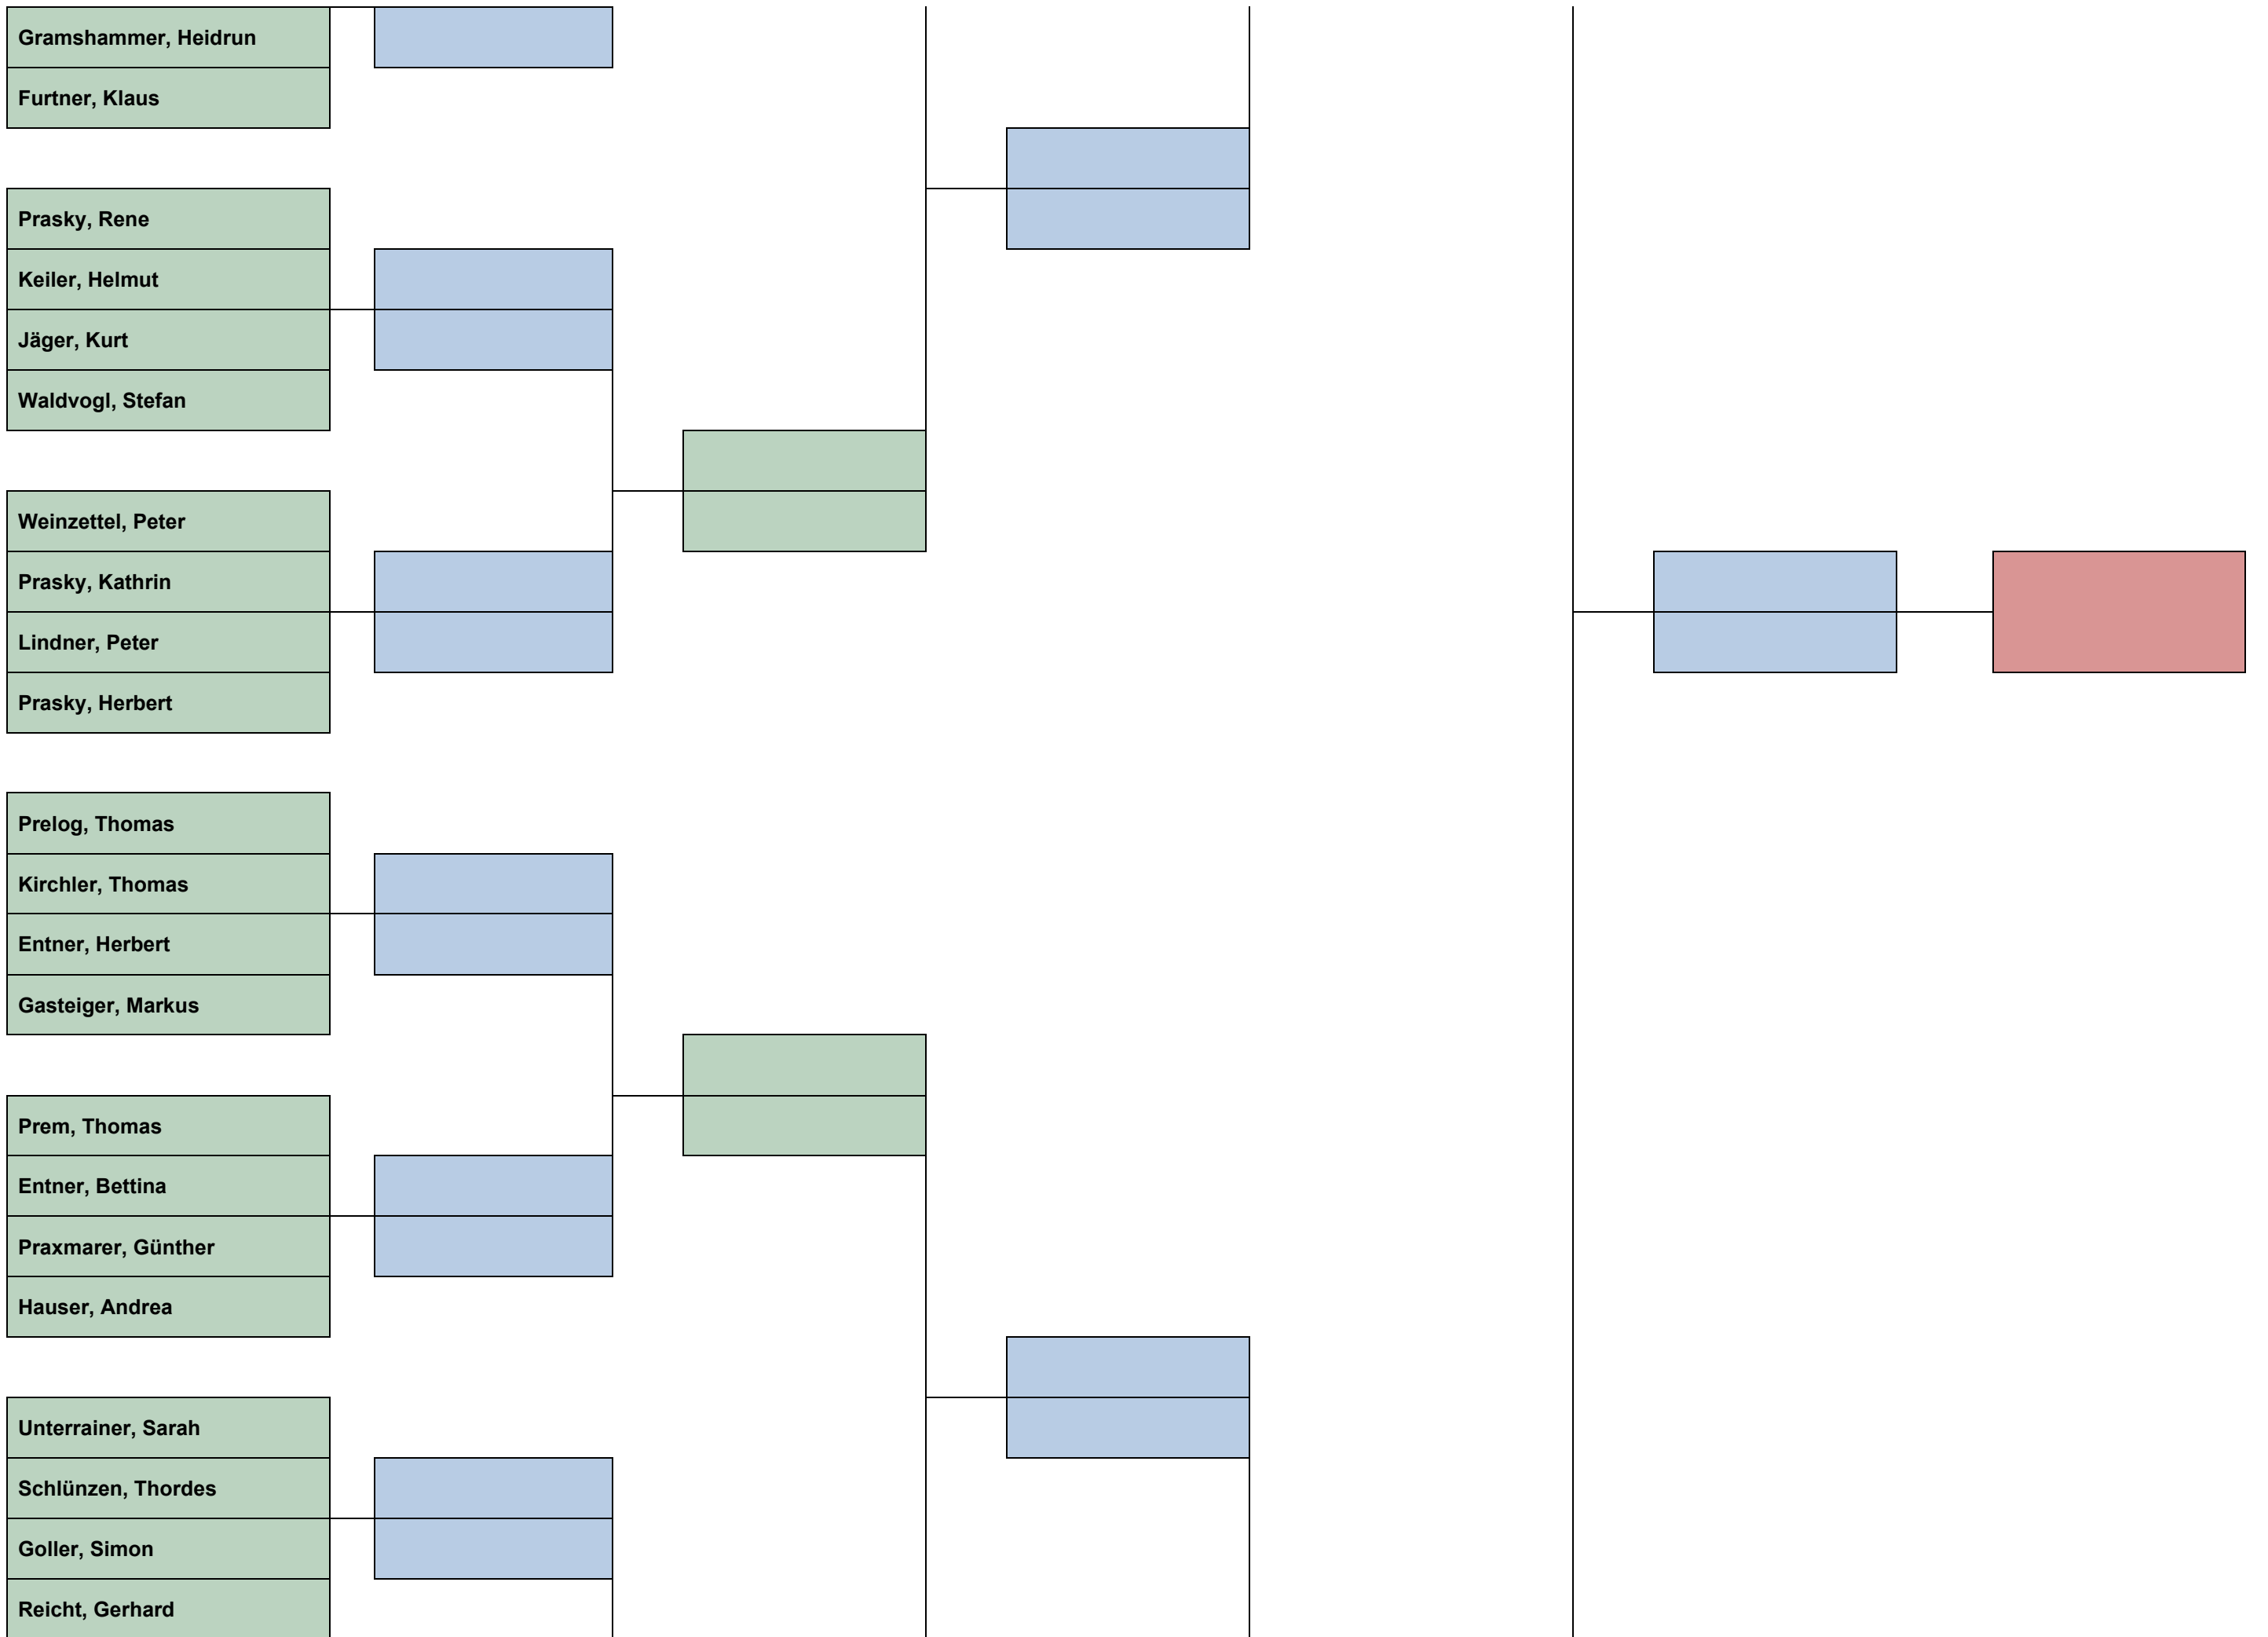 Gramshammer, Heidrun
Furtner, Klaus
Prasky, Rene
Keiler, Helmut
Jäger, Kurt
Waldvogl, Stefan
Weinzettel, Peter
Prasky, Kathrin
Lindner, Peter
Prasky, Herbert
Prelog, Thomas
Kirchler, Thomas
Entner, Herbert
Gasteiger, Markus
Prem, Thomas
Entner, Bettina
Praxmarer, Günther
Hauser, Andrea
Unterrainer, Sarah
Schlünzen, Thordes
Goller, Simon
Reicht, Gerhard